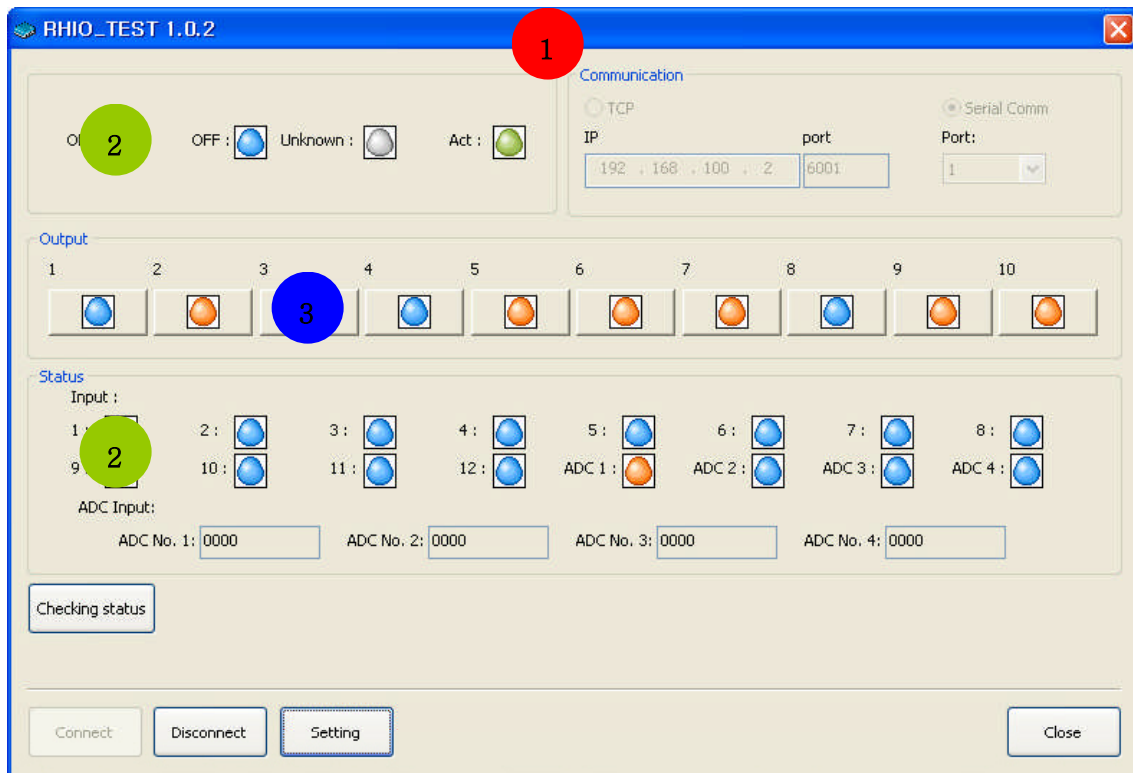 RHIO_TEST 1.0.2
1
Communication
TCP
Serial Comm
2
OFF :
Unknown :
Act :
IP
port
Port:
192 . 168 . 100 . 2
6001
1
Output
1 2 3 4 5 6 7 8 9 10
3
Status
Input :
1 : 2 : 3 : 4 : 5 : 6 : 7 : 8 :
2
9 10 : 11 : 12 : ADC 1 : ADC 2 : ADC 3 : ADC 4 :
ADC Input:
ADC No. 1: 0000 ADC No. 2: 0000 ADC No. 3: 0000 ADC No. 4: 0000
Checking status
Connect Disconnect Setting Close